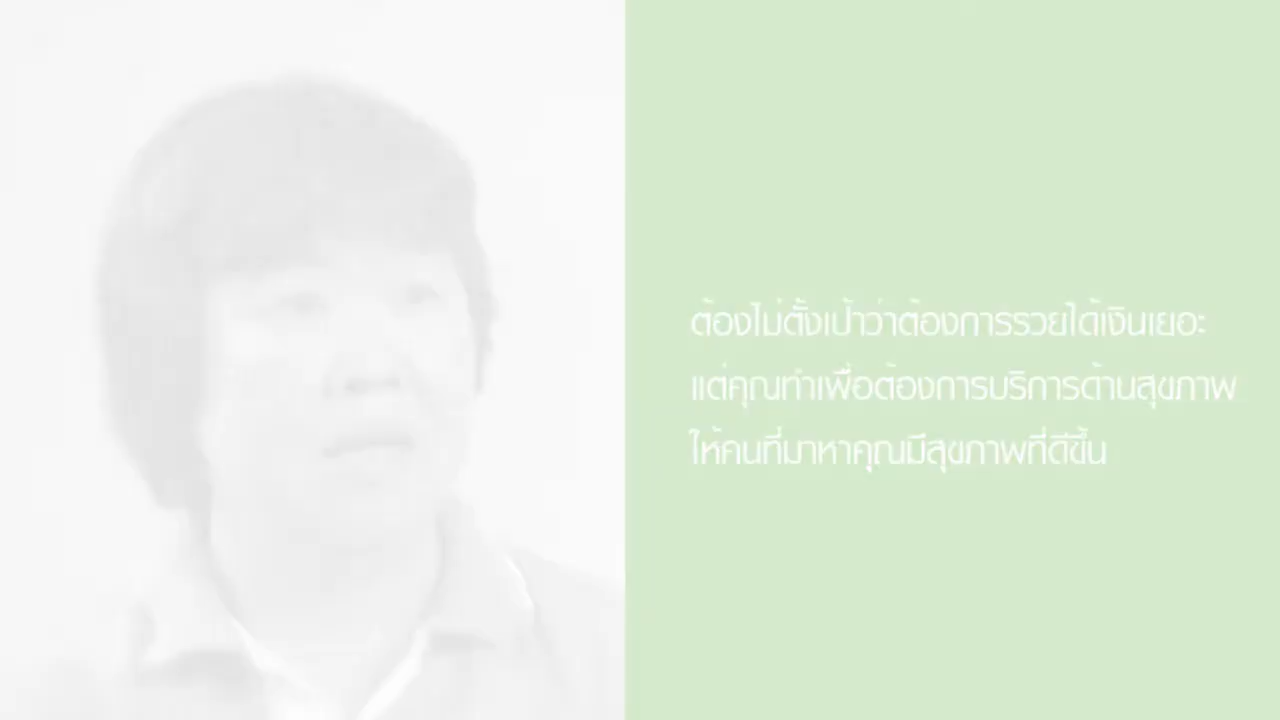 ต้องไม่ตั้งเป้าว่าต้องการรวยได้เงินเยอะ
แต่คุณทำเพื่อต้องการบริการด้านสุขภาพ
ให้คนที่มาหาคุณมีสุขภาพที่ดีขึ้น